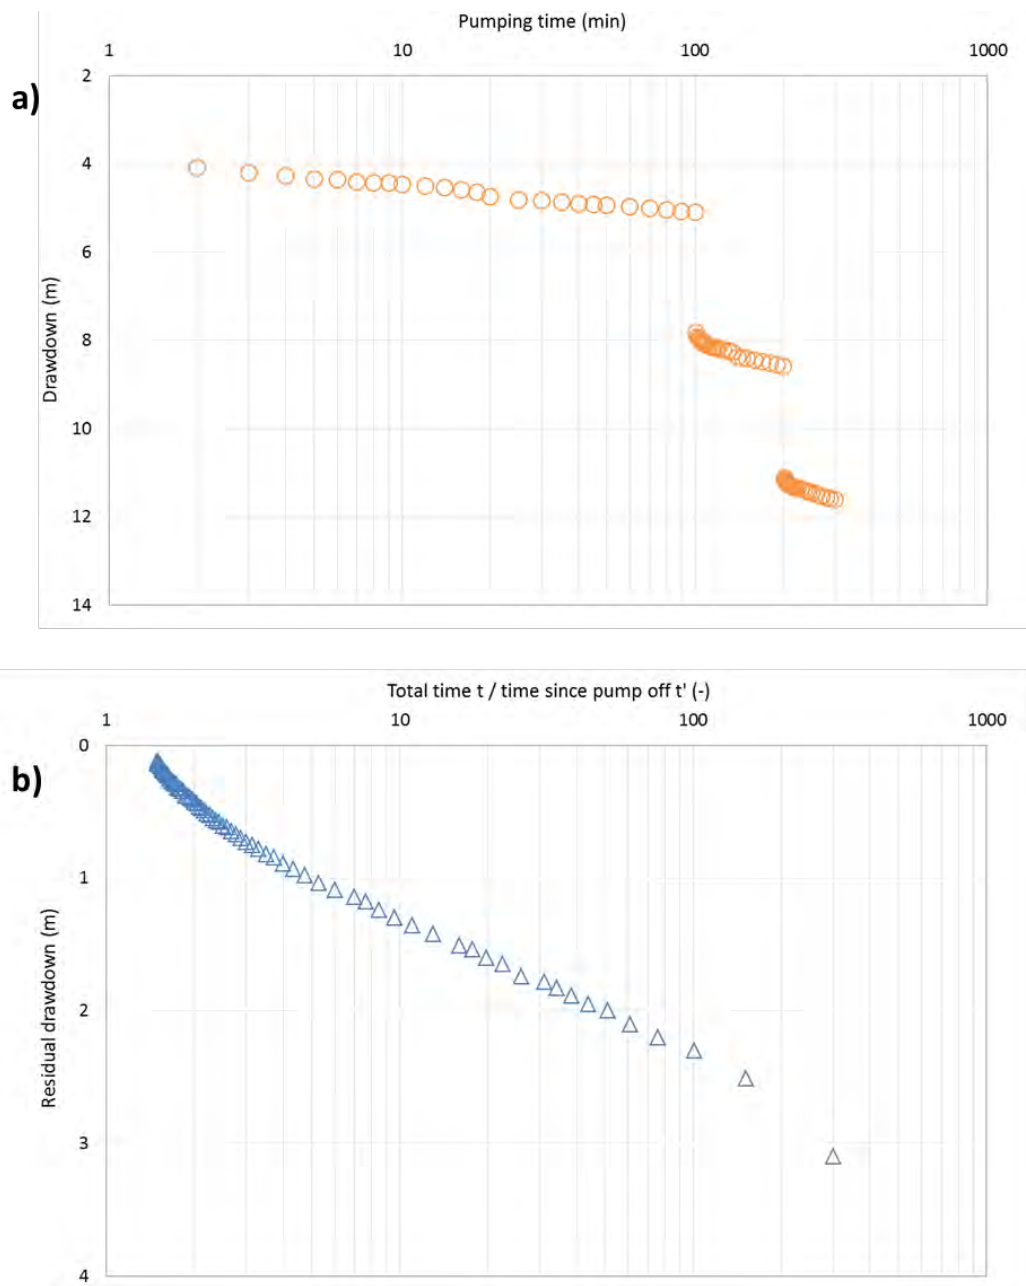 Pumping time (min)
1 10 100 1000
a)
2
4
6
8
10
12
14
Drawdown (m)
Total time t / time since pump off t' (-)
1 10 100 1000
b)
0
1
2
3
4
Residual drawdown (m)